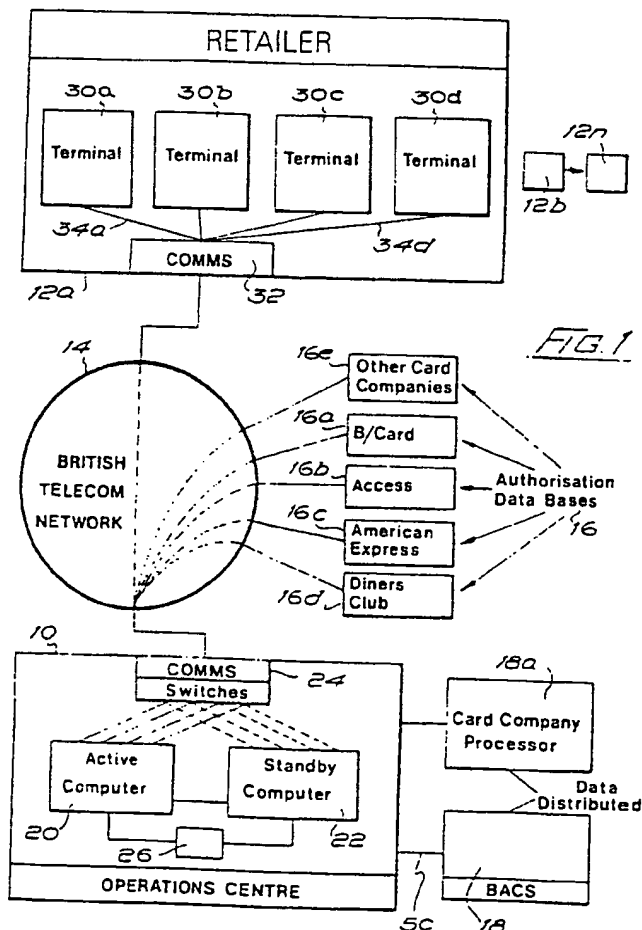 RETAILER
30a
30b
30c
30d
Terminal
Terminal
Terminal
Terminal
12n
12b
34a
34d
COMMS
12a
32
FIG. 1
14
BRITISH
TELECOM
NETWORK
16e
Other Card
Companies
16a
B/Card
16b
Access
16c
American
Express
16d
Diners
Club
Authorisation
Data Bases
16
10
COMMS
Switches
24
18a
Card Company
Processor
Active
Computer
Standby
Computer
20
26
22
Data
Distributed
OPERATIONS CENTRE
5c
BACS
18